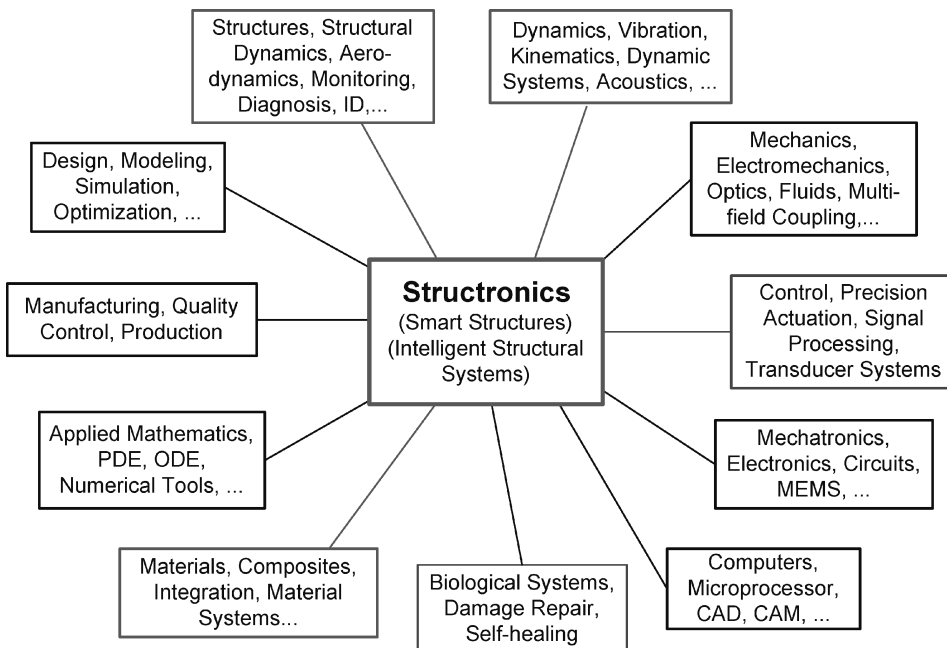 Structures, Structural
Dynamics, Aero-
dynamics, Monitoring,
Diagnosis, ID,...
Dynamics, Vibration,
Kinematics, Dynamic
Systems, Acoustics, ...
Design, Modeling,
Simulation,
Optimization, ...
Mechanics,
Electromechanics,
Optics, Fluids, Multi-
field Coupling,...
Manufacturing, Quality
Control, Production
Structronics
(Smart Structures)
(Intelligent Structural
Systems)
Control, Precision
Actuation, Signal
Processing,
Transducer Systems
Applied Mathematics,
PDE, ODE,
Numerical Tools, ...
Mechatronics,
Electronics, Circuits,
MEMS, ...
Materials, Composites,
Integration, Material
Systems...
Biological Systems,
Damage Repair,
Self-healing
Computers,
Microprocessor,
CAD, CAM, ...